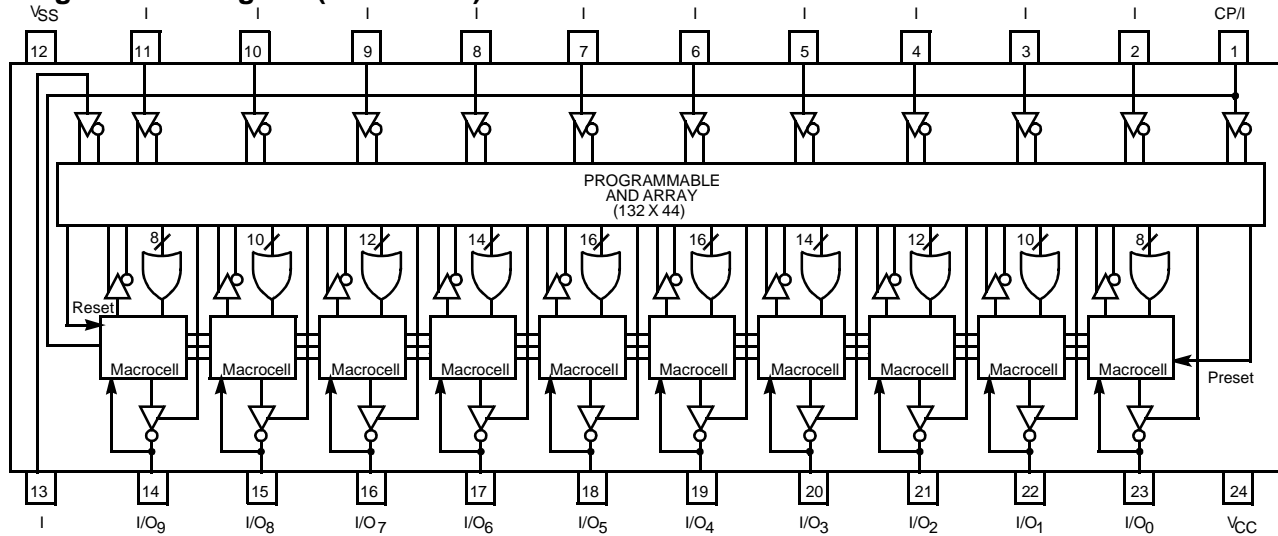 VSS I I I I I I I I I I CP/I
12 11 10 9 8 7 6 5 4 3 2 1
PROGRAMMABLE
AND ARRAY
(132 X 44)
8 10 12 14 16 16 14 12 10 8
Reset
Macrocell Macrocell Macrocell Macrocell Macrocell Macrocell Macrocell Macrocell Macrocell Macrocell
Preset
13 14 15 16 17 18 19 20 21 22 23 24
I I/O9 I/O8 I/O7 I/O6 I/O5 I/O4 I/O3 I/O2 I/O1 I/O0 VCC